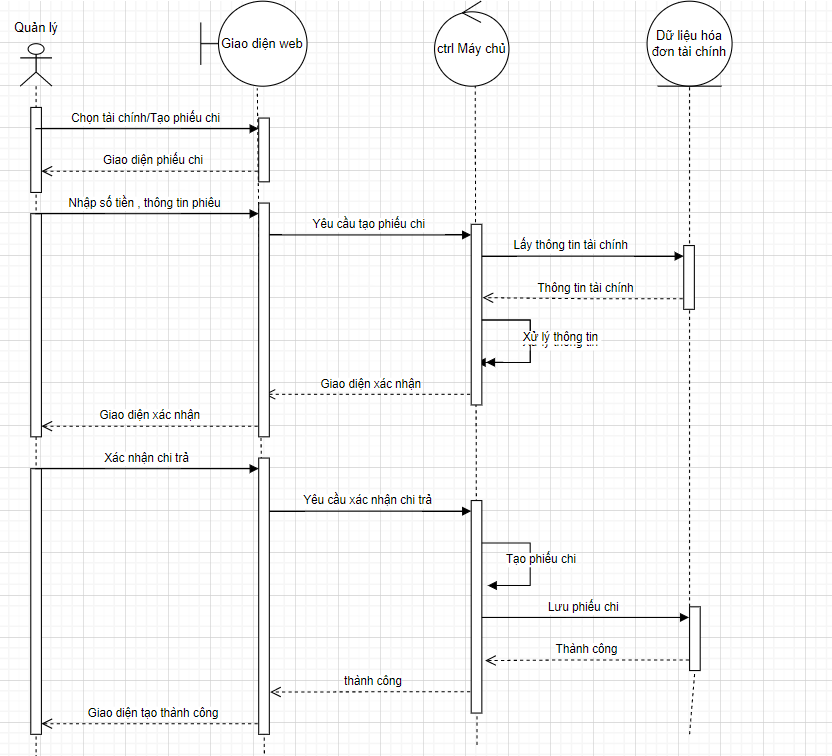 Quản lý
Giao diện web
ctrl Máy chủ
Dữ liệu hóa
đơn tài chính
Chọn tài chính/Tạo phiếu chi
Giao diện phiếu chi
Nhập số tiền , thông tin phiêu
Yêu cầu tạo phiếu chi
Lấy thông tin tài chính
Thông tin tài chính
Xử lý thông tin
Giao diện xác nhận
Giao diện xác nhận
Xác nhận chi trả
Yêu cầu xác nhận chi trả
Tạo phiếu chi
Lưu phiếu chi
Thành công
thành công
Giao diện tạo thành công